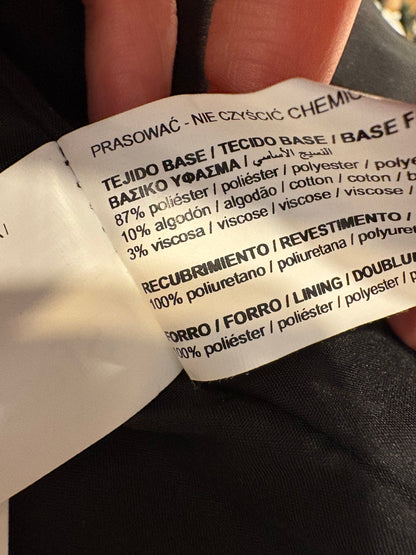 PRASOWAĆ - NIE CZYŚCIĆ CHEMIC
TEJIDO BASE / TECIDO BASE / BASE F
ΒΑΣΙΚΟ ΥΦΑΣΜΑ / النسيج الأساسي /
87% poliéster / poliéster / polyester / polye
10% algodón / algodão / cotton / coton / b
3% viscosa / viscose / viscose / viscose /
RECUBRIMIENTO / REVESTIMENTO /
100% poliuretano / poliuretana / polyuret
FORRO / FORRO / LINING / DOUBLU
100% poliéster / poliéster / polyester / p